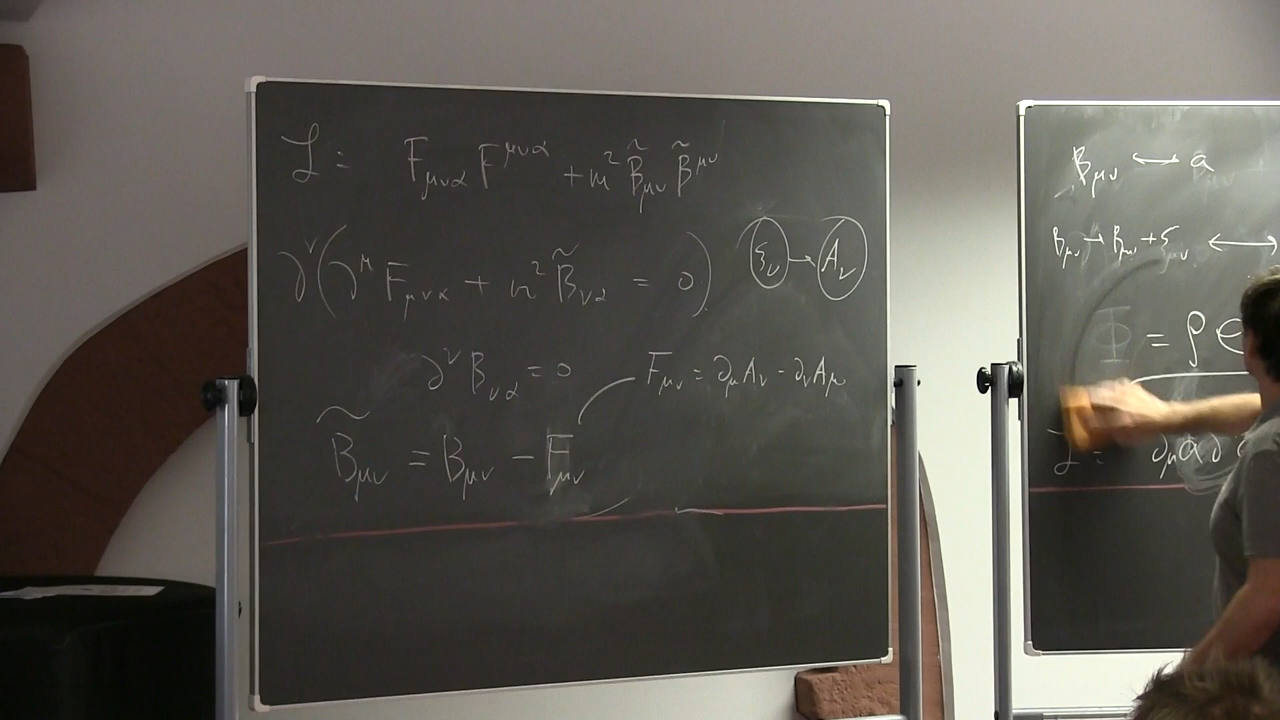 ℒ = F_{μνα} F^{μνα} + m² B̃_{μν} B̃^{μν}
∂^ν ( ∂^μ F_{μνα} + m² B̃_{να} = 0 ) ξ_ν → A_ν
∂^ν B_{να} = 0 F_{μν} = ∂_μ A_ν - ∂_ν A_μ
B̃_{μν} = B_{μν} - F_{μν}
B_{μν} ↔ a
B_{μν} → B_{μν} + ξ_{μν} ↔
Φ = ρ e
ℒ = ∂_μ a ∂